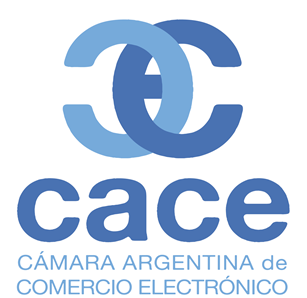 cace
CÁMARA ARGENTINA de
COMERCIO ELECTRÓNICO